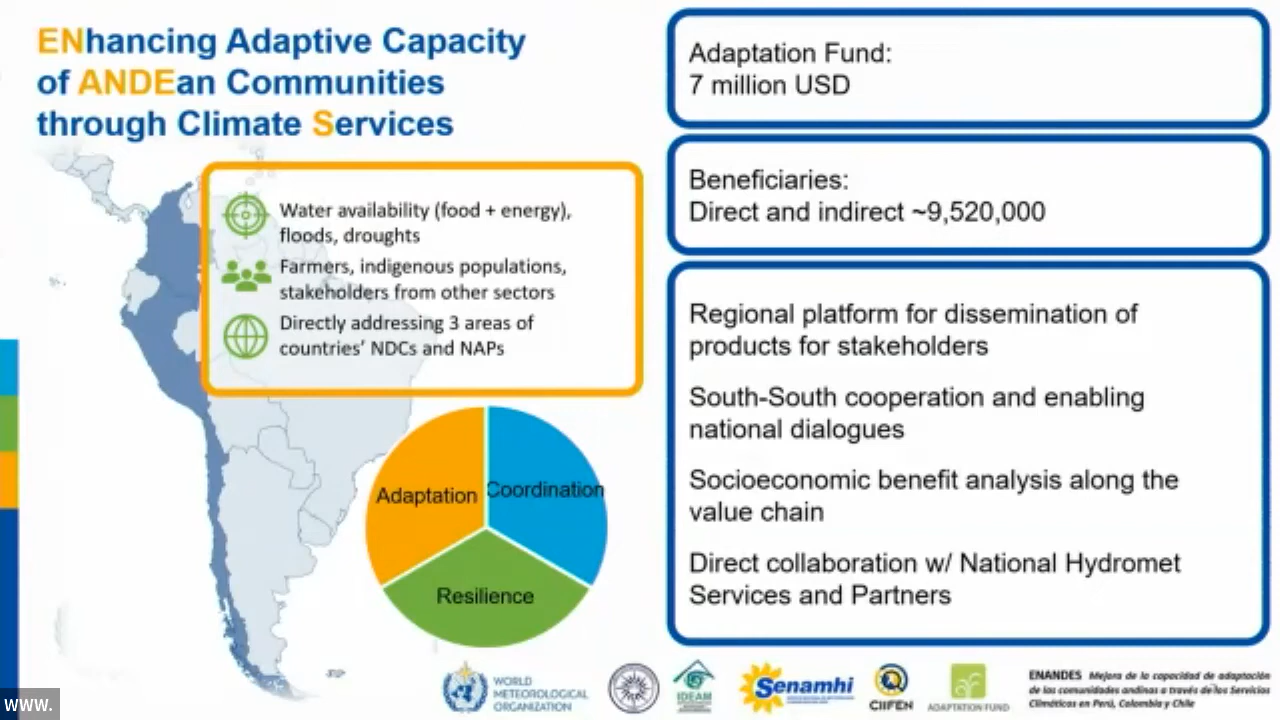 ENhancing Adaptive Capacity
of ANDEan Communities
through Climate Services
Water availability (food + energy),
floods, droughts
Farmers, indigenous populations,
stakeholders from other sectors
Directly addressing 3 areas of
countries' NDCs and NAPs
Adaptation
Coordination
Resilience
Adaptation Fund:
7 million USD
Beneficiaries:
Direct and indirect ~9,520,000
Regional platform for dissemination of
products for stakeholders
South-South cooperation and enabling
national dialogues
Socioeconomic benefit analysis along the
value chain
Direct collaboration w/ National Hydromet
Services and Partners
WORLD
METEOROLOGICAL
ORGANIZATION
IDEAM
Senamhi
CIIFEN
ADAPTATION FUND
ENANDES Mejora de la capacidad de adaptación
de las comunidades andinas a través de los Servicios
Climáticos en Perú, Colombia y Chile
www.